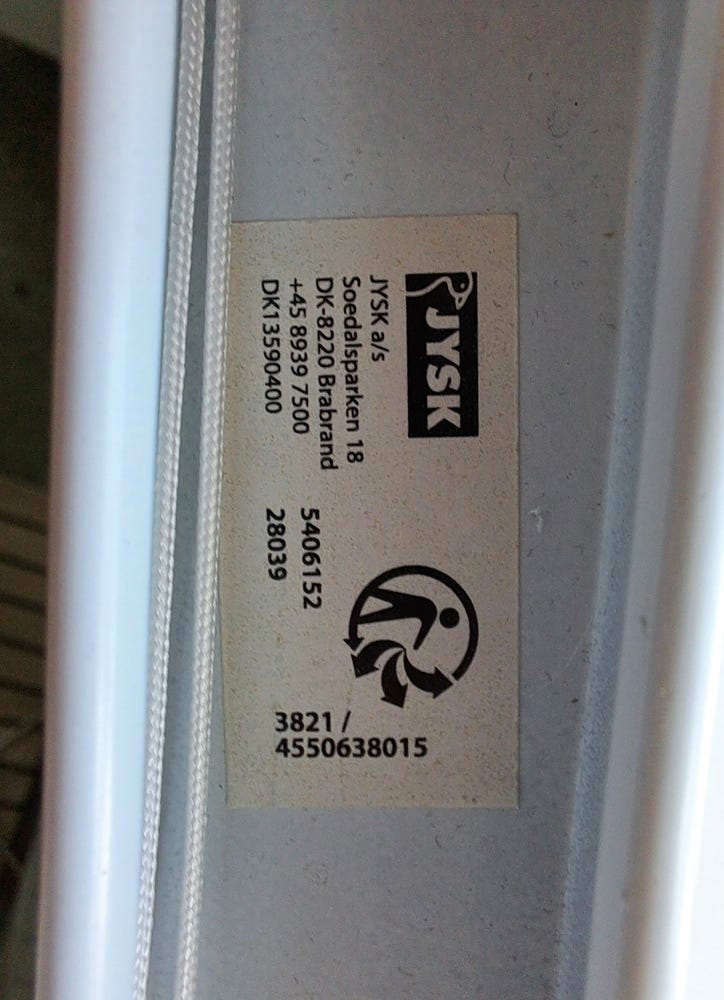 JYSK
JYSK a/s
Soedalsparken 18
DK-8220 Brabrand
+45 8939 7500
DK13590400
5406152
28039
3821 /
4550638015